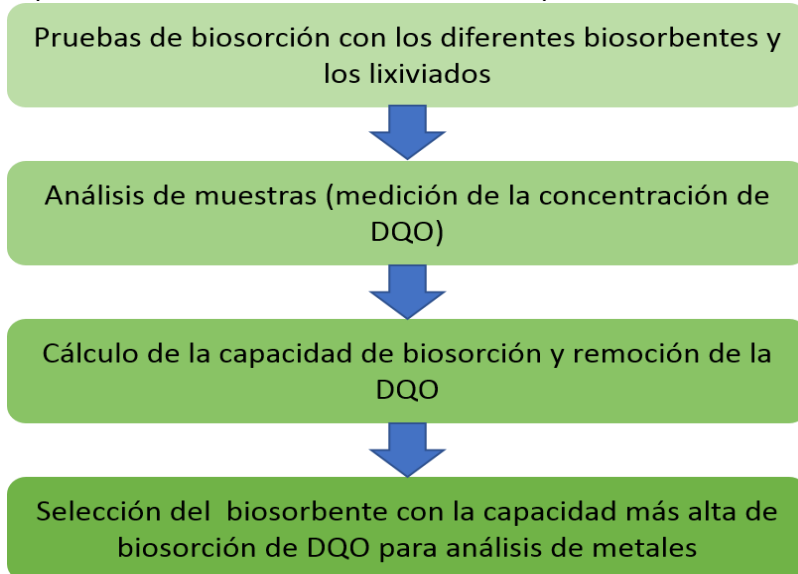 Pruebas de biosorción con los diferentes biosorbentes y
los lixiviados
Análisis de muestras (medición de la concentración de
DQO)
Cálculo de la capacidad de biosorción y remoción de la
DQO
Selección del biosorbente con la capacidad más alta de
biosorción de DQO para análisis de metales